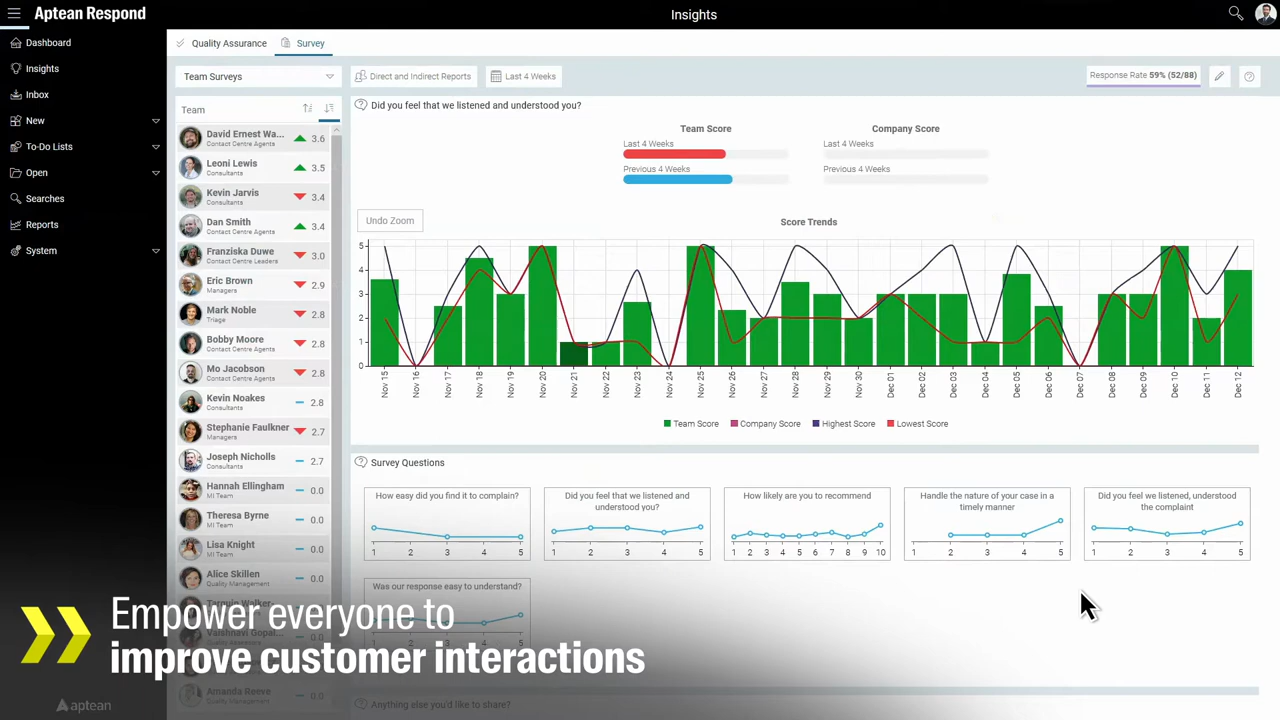 Aptean Respond
Insights
Dashboard
Insights
Inbox
New
To-Do Lists
Open
Searches
Reports
System
Quality Assurance
Survey
Team Surveys
Direct and Indirect Reports
Last 4 Weeks
Response Rate 59% (52/88)
Team
David Ernest Wa... 3.6
Contact Centre Agents
Leoni Lewis 3.5
Consultants
Kevin Jarvis 3.4
Consultants
Dan Smith 3.4
Contact Centre Agents
Franziska Duwe 3.0
Contact Centre Leaders
Eric Brown 2.9
Managers
Mark Noble 2.8
Triage
Bobby Moore 2.8
Contact Centre Agents
Mo Jacobson 2.8
Contact Centre Agents
Kevin Noakes 2.8
Consultants
Stephanie Faulkner 2.7
Managers
Joseph Nicholls 2.7
Consultants
Hannah Ellingham 0.0
MI Team
Theresa Byrne 0.0
MI Team
Lisa Knight 0.0
MI Team
Alice Skillen 0.0
Quality Management
Vaishnavi Gopal...
Amanda Reeve 0.0
Quality Management
Did you feel that we listened and understood you?
Team Score
Last 4 Weeks
Previous 4 Weeks
Company Score
Last 4 Weeks
Previous 4 Weeks
Undo Zoom
Score Trends
5
4
3
2
1
0
Nov 15 Nov 16 Nov 17 Nov 18 Nov 19 Nov 20 Nov 21 Nov 22 Nov 23 Nov 24 Nov 25 Nov 26 Nov 27 Nov 28 Nov 29 Nov 30 Dec 01 Dec 02 Dec 03 Dec 04 Dec 05 Dec 06 Dec 07 Dec 08 Dec 09 Dec 10 Dec 11 Dec 12
Team Score Company Score Highest Score Lowest Score
Survey Questions
How easy did you find it to complain?
1 2 3 4 5
Did you feel that we listened and
understood you?
1 2 3 4 5
How likely are you to recommend
1 2 3 4 5 6 7 8 9 10
Handle the nature of your case in a
timely manner
1 2 3 4 5
Did you feel we listened, understood
the complaint
1 2 3 4 5
Was our response easy to understand?
1 2 3 4 5
Anything else you'd like to share?
Empower everyone to
improve customer interactions
aptean